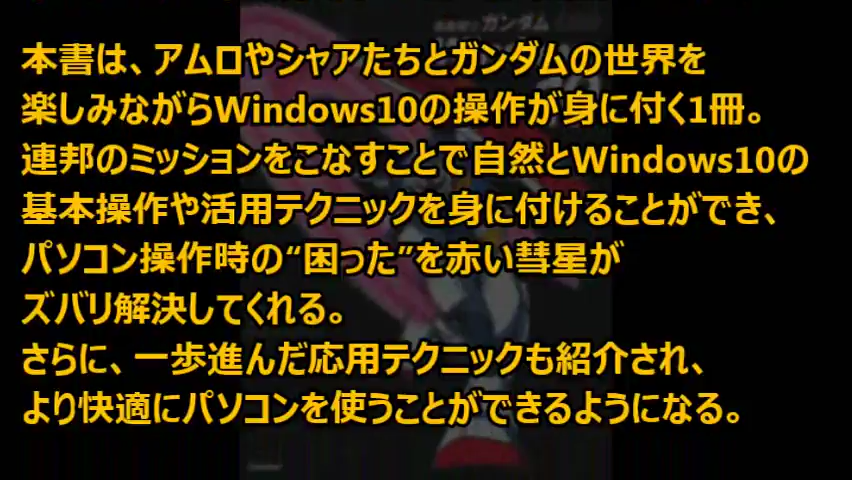 ガンダム
本書は、アムロやシャアたちとガンダムの世界を
楽しみながらWindows10の操作が身に付く1冊。
連邦のミッションをこなすことで自然とWindows10の
基本操作や活用テクニックを身に付けることができ、
パソコン操作時の“困った”を赤い彗星が
ズバリ解決してくれる。
さらに、一歩進んだ応用テクニックも紹介され、
より快適にパソコンを使うことができるようになる。